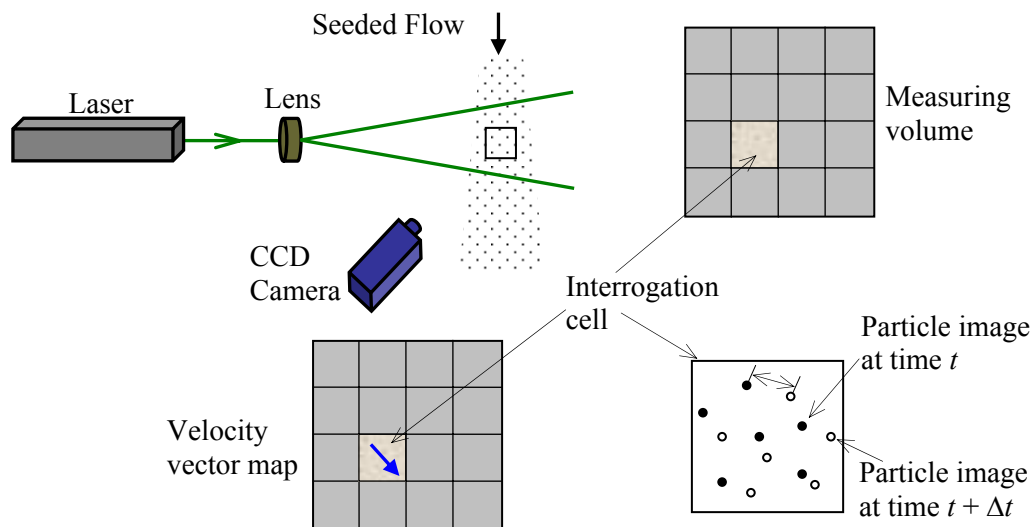 Seeded Flow
Laser
Lens
Measuring
volume
CCD
Camera
Interrogation
cell
Particle image
at time t
Velocity
vector map
Particle image
at time t + Δt